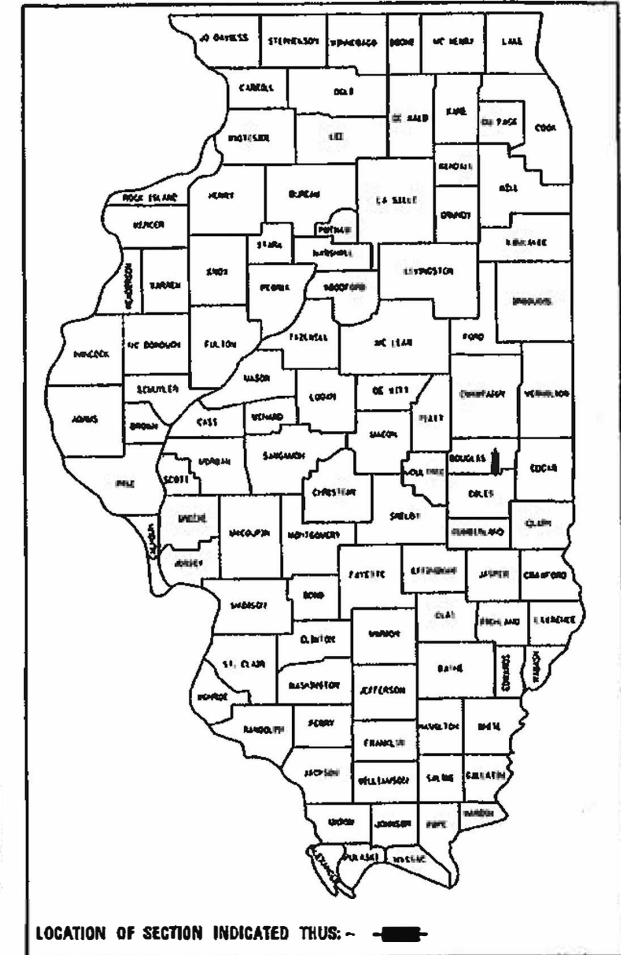 JO DAVIESS STEPHENSON WINNEBAGO BOONE MC HENRY LAKE
CARROLL OGLE
DE KALB KANE DU PAGE COOK
WHITESIDE LEE
KENDALL
ROCK ISLAND HENRY BUREAU LA SALLE WILL
GRUNDY
MERCER PUTNAM
STARK MARSHALL KANKAKEE
HENDERSON WARREN KNOX PEORIA WOODFORD LIVINGSTON
IROQUOIS
HANCOCK MC DONOUGH FULTON TAZEWELL MC LEAN FORD
MASON
SCHUYLER LOGAN DE WITT CHAMPAIGN VERMILION
ADAMS BROWN CASS MENARD PIATT
MACON
MORGAN SANGAMON DOUGLAS EDGAR
PIKE SCOTT MOULTRIE
CHRISTIAN COLES
GREENE SHELBY
CALHOUN MACOUPIN MONTGOMERY CUMBERLAND CLARK
JERSEY
FAYETTE EFFINGHAM JASPER CRAWFORD
MADISON BOND
CLAY RICHLAND LAWRENCE
CLINTON MARION
ST. CLAIR WAYNE EDWARDS WABASH
WASHINGTON JEFFERSON
MONROE
RANDOLPH PERRY HAMILTON WHITE
FRANKLIN
JACKSON WILLIAMSON SALINE GALLATIN
UNION JOHNSON POPE HARDIN
ALEXANDER PULASKI MASSAC
LOCATION OF SECTION INDICATED THUS:-